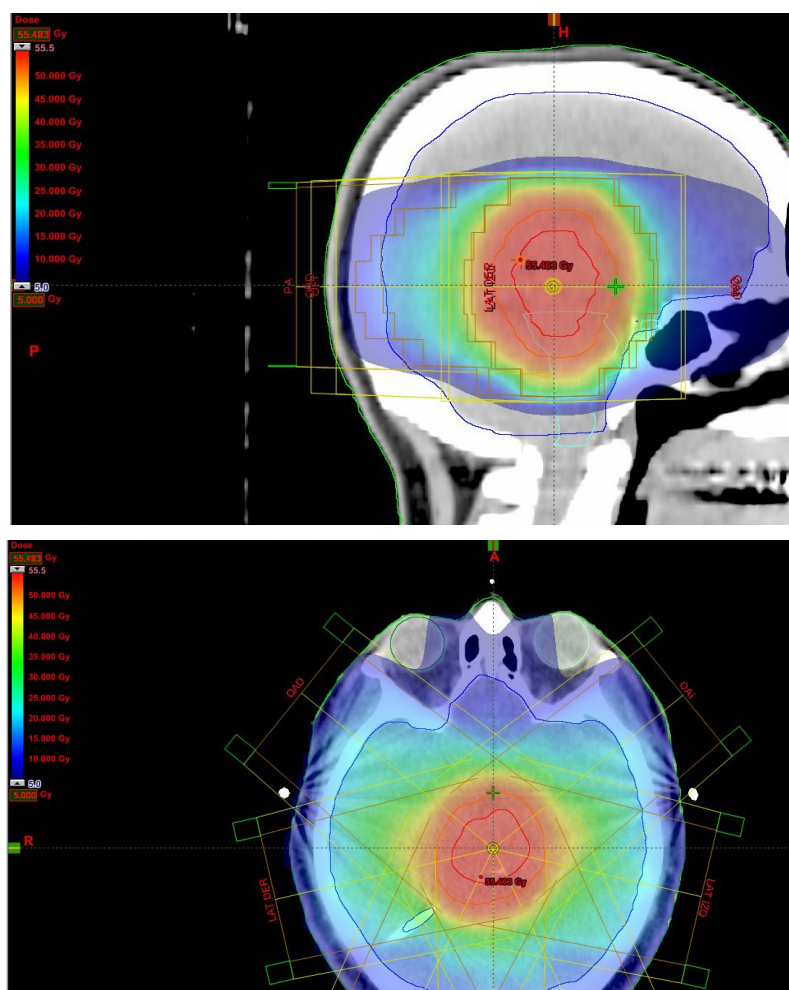 Dose
55.483 Gy
55.5
50.000 Gy
45.000 Gy
40.000 Gy
35.000 Gy
30.000 Gy
25.000 Gy
20.000 Gy
15.000 Gy
10.000 Gy
5.0
5.000 Gy
H
P
PA
LAT DER
55.483 Gy
Dose
55.483 Gy
55.5
50.000 Gy
45.000 Gy
40.000 Gy
35.000 Gy
30.000 Gy
25.000 Gy
20.000 Gy
15.000 Gy
10.000 Gy
5.0
5.000 Gy
A
R
OAD
OAI
LAT DER
LAT IZQ
55.483 Gy